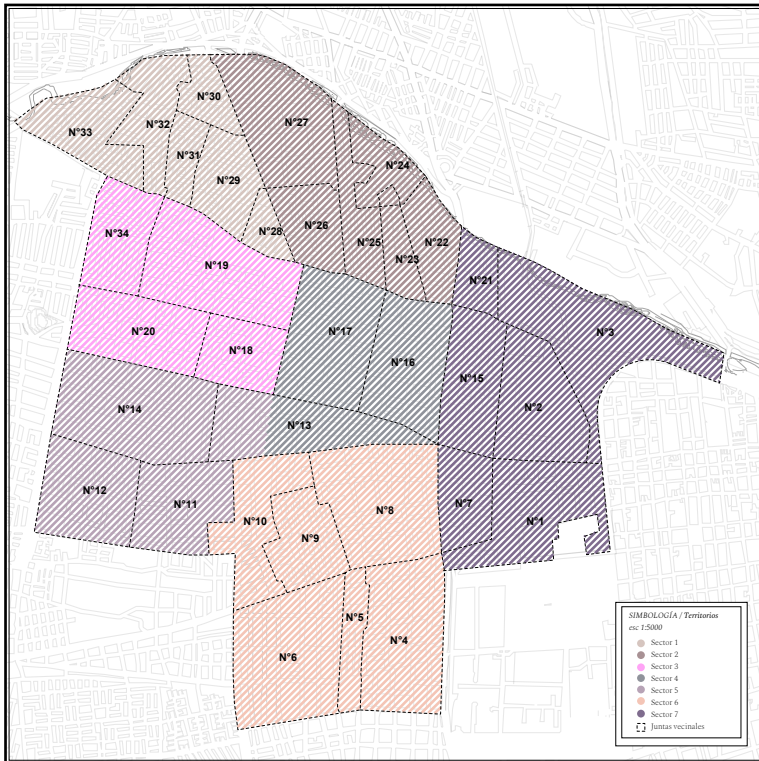 N°30
N°27
N°32
N°33
N°31
N°24
N°29
N°34
N°28
N°26
N°25
N°22
N°23
N°19
N°21
N°20
N°18
N°17
N°16
N°3
N°15
N°2
N°14
N°13
N°12
N°11
N°10
N°9
N°8
N°7
N°1
N°5
N°4
N°6
SIMBOLOGÍA / Territorios
esc 1:5000
Sector 1
Sector 2
Sector 3
Sector 4
Sector 5
Sector 6
Sector 7
Juntas vecinales